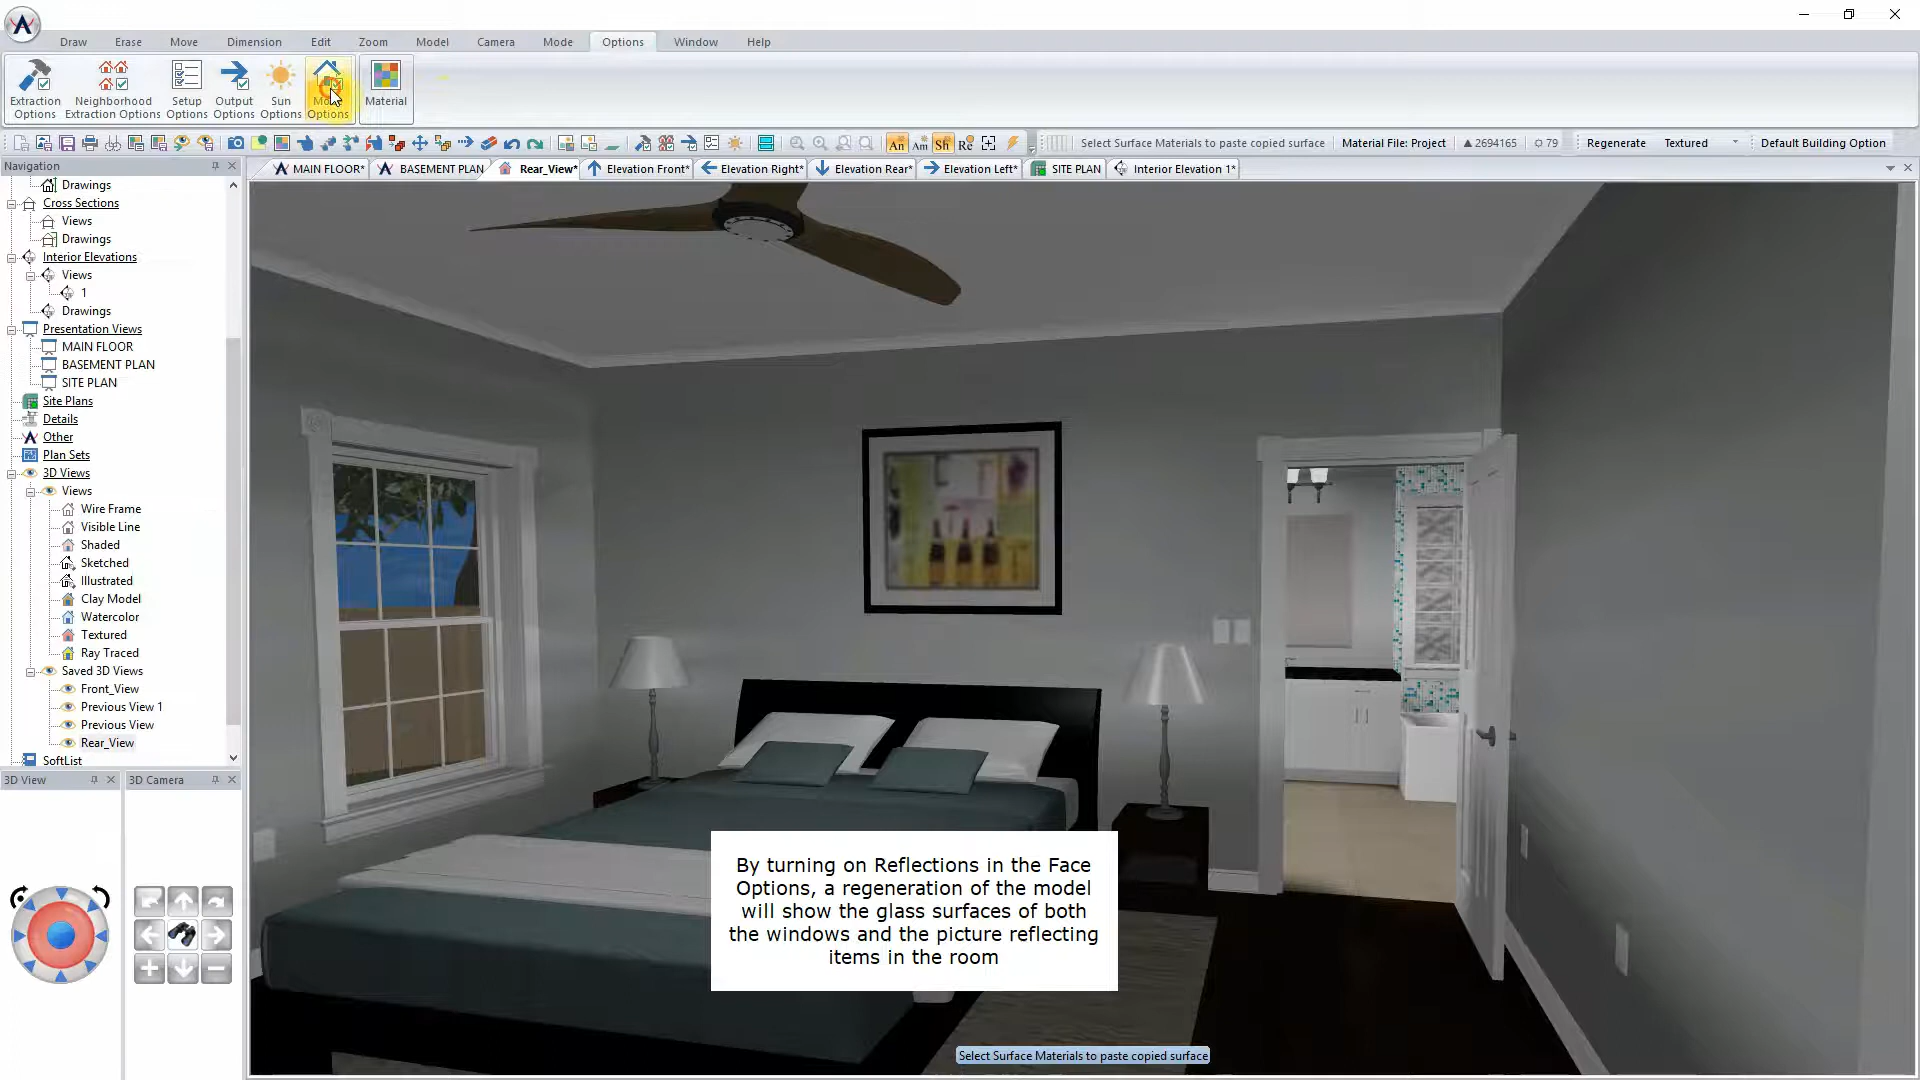 Draw Erase Move Dimension Edit Zoom Model Camera Mode Options Window Help
Extraction Options
Neighborhood Extraction Options
Setup Options
Output Options
Sun Options
Options
Material
An Am Sh Re
Select Surface Materials to paste copied surface
Material File: Project
2694165
79
Regenerate
Textured
Default Building Option
Navigation
MAIN FLOOR*
BASEMENT PLAN
Rear_View*
Elevation Front*
Elevation Right*
Elevation Rear*
Elevation Left*
SITE PLAN
Interior Elevation 1*
Drawings
Cross Sections
Views
Drawings
Interior Elevations
Views
1
Drawings
Presentation Views
MAIN FLOOR
BASEMENT PLAN
SITE PLAN
Site Plans
Details
Other
Plan Sets
3D Views
Views
Wire Frame
Visible Line
Shaded
Sketched
Illustrated
Clay Model
Watercolor
Textured
Ray Traced
Saved 3D Views
Front_View
Previous View 1
Previous View
Rear_View
SoftList
3D View
3D Camera
By turning on Reflections in the Face
Options, a regeneration of the model
will show the glass surfaces of both
the windows and the picture reflecting
items in the room
Select Surface Materials to paste copied surface